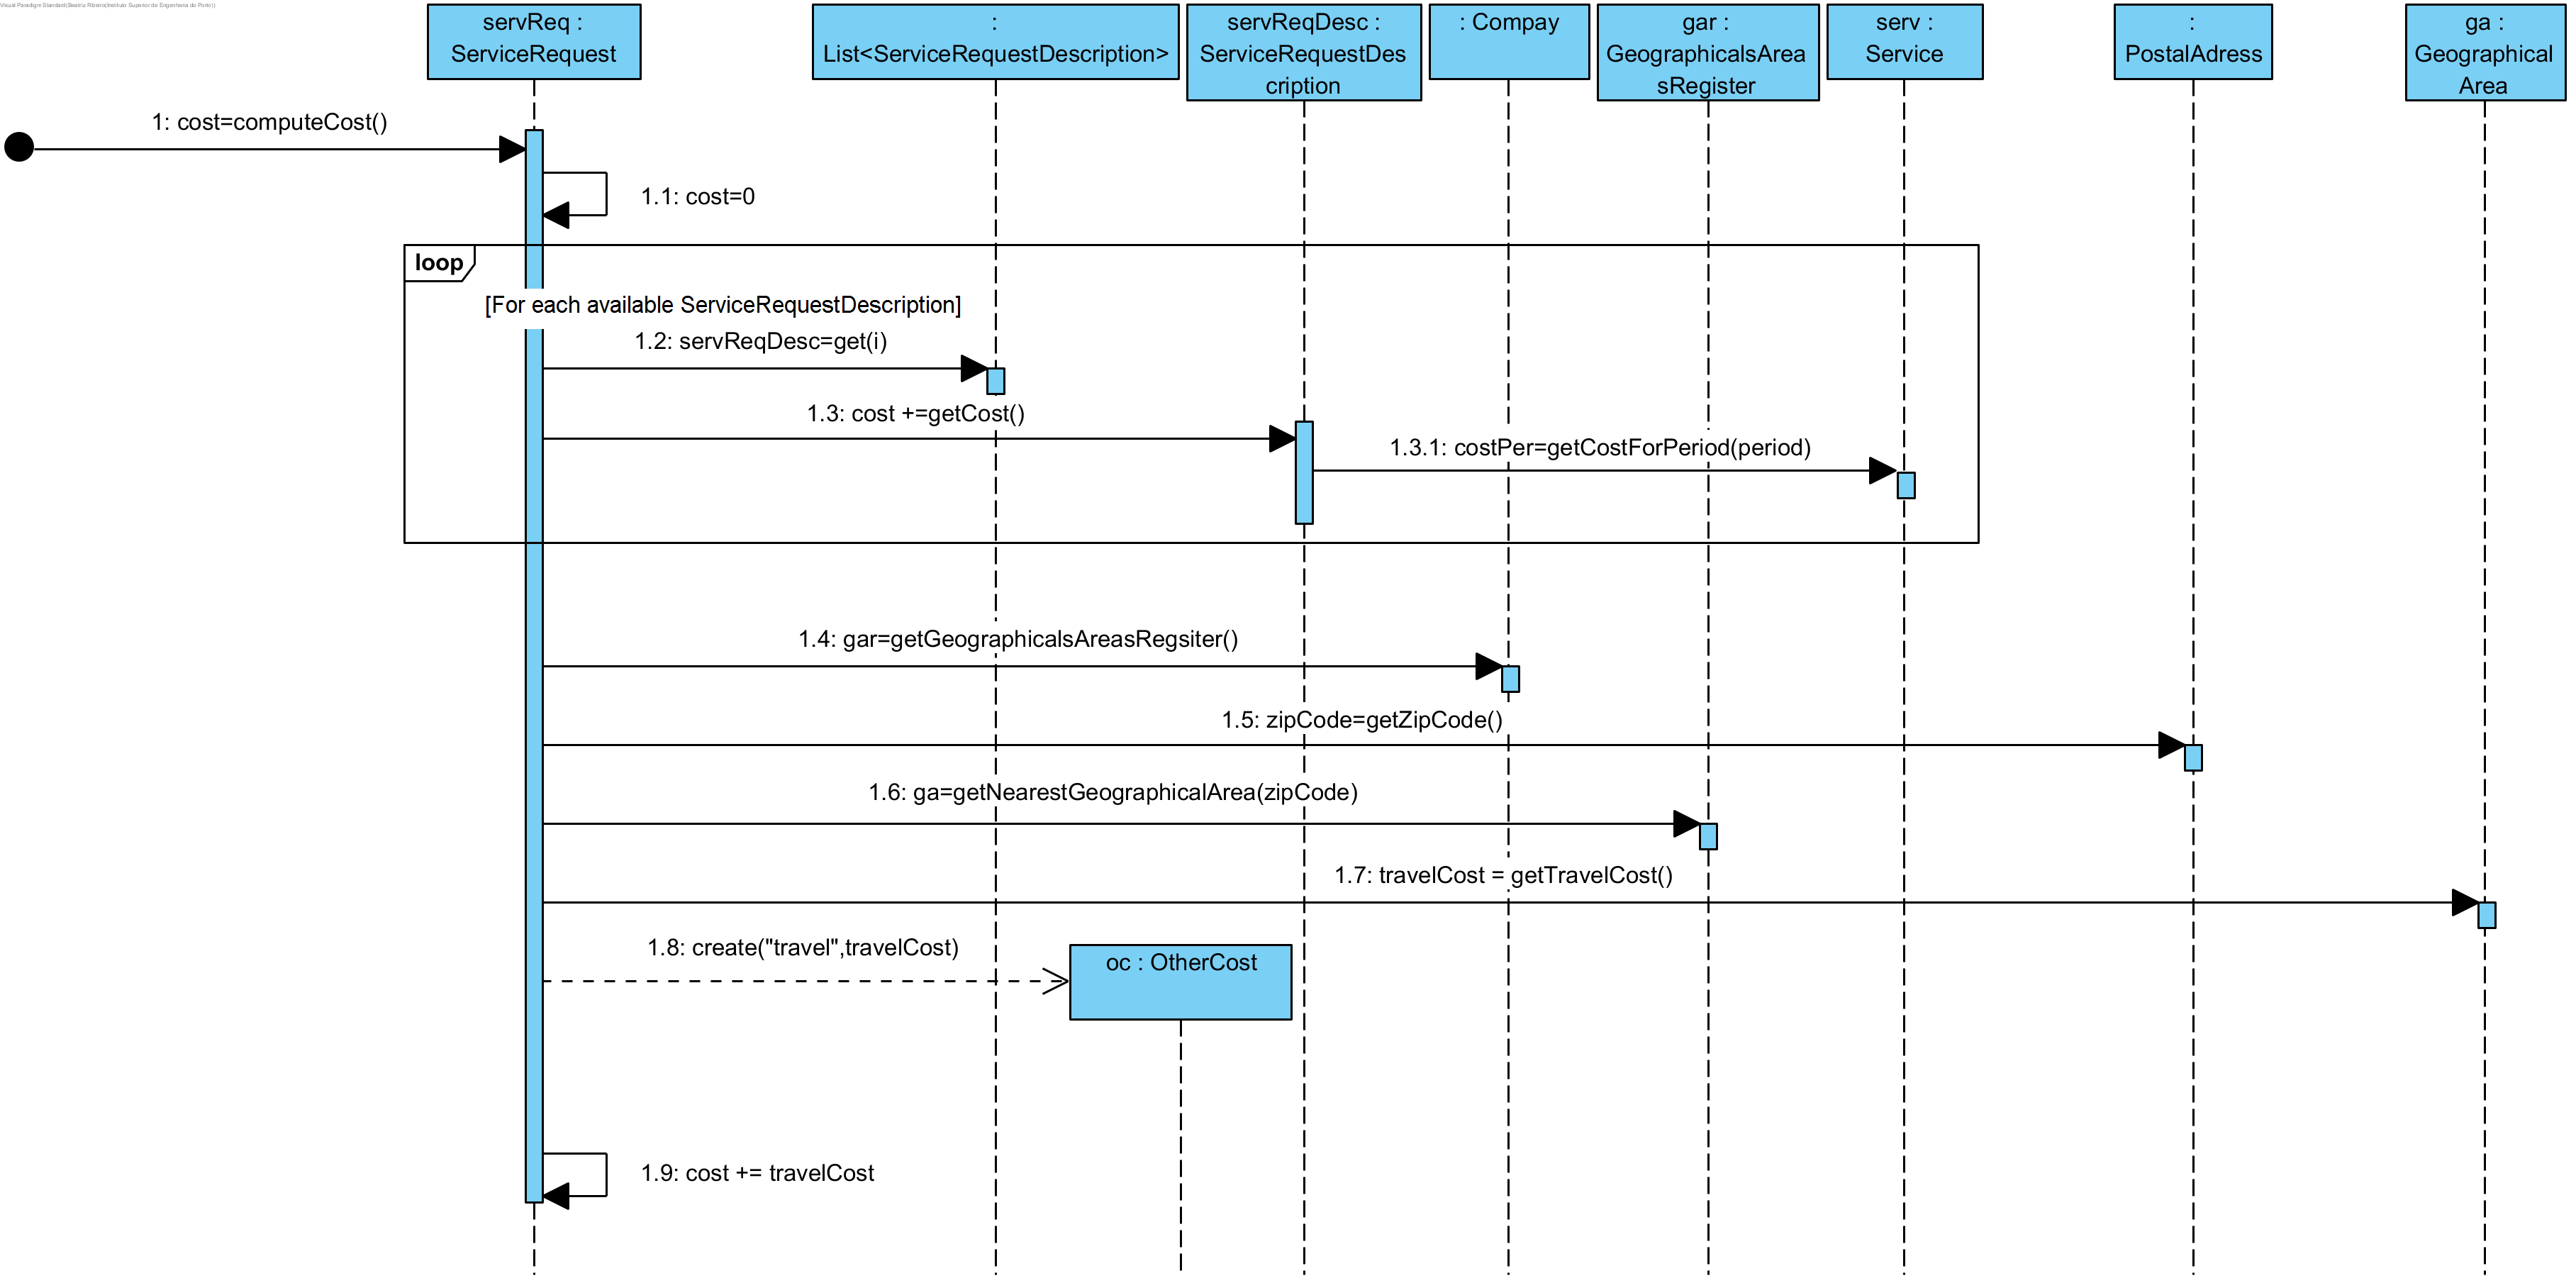 Visual Paradigm Standard(Beatriz Ribeiro(Instituto Superior de Engenharia do Porto))
servReq :
ServiceRequest
:
List<ServiceRequestDescription>
servReqDesc :
ServiceRequestDes
cription
: Compay
gar :
GeographicalsArea
sRegister
serv :
Service
:
PostalAdress
ga :
Geographical
Area
1: cost=computeCost()
1.1: cost=0
loop
[For each available ServiceRequestDescription]
1.2: servReqDesc=get(i)
1.3: cost +=getCost()
1.3.1: costPer=getCostForPeriod(period)
1.4: gar=getGeographicalsAreasRegsiter()
1.5: zipCode=getZipCode()
1.6: ga=getNearestGeographicalArea(zipCode)
1.7: travelCost = getTravelCost()
1.8: create("travel",travelCost)
oc : OtherCost
1.9: cost += travelCost